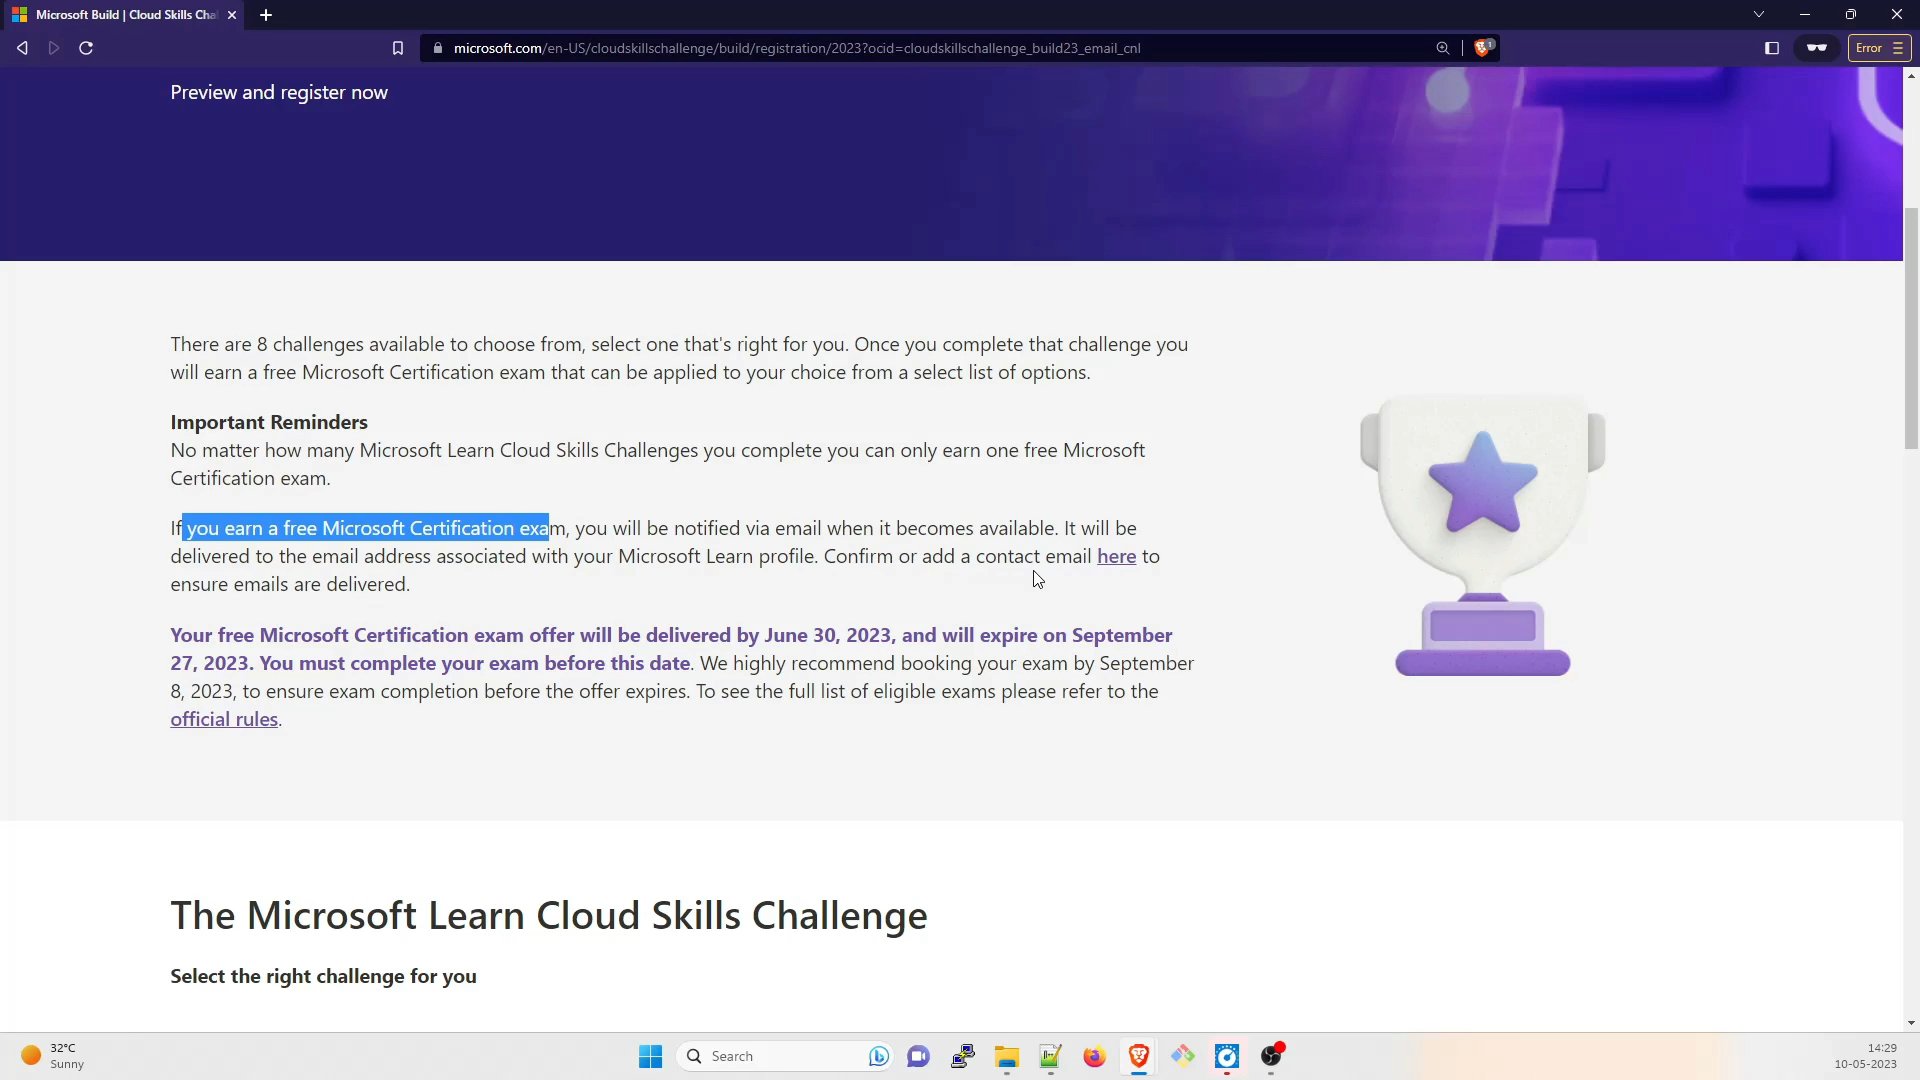 Microsoft Build | Cloud Skills Cha
microsoft.com/en-US/cloudskillschallenge/build/registration/2023?ocid=cloudskillschallenge_build23_email_cnl
1
Error
Preview and register now
There are 8 challenges available to choose from, select one that's right for you. Once you complete that challenge you
will earn a free Microsoft Certification exam that can be applied to your choice from a select list of options.
Important Reminders
No matter how many Microsoft Learn Cloud Skills Challenges you complete you can only earn one free Microsoft
Certification exam.
If you earn a free Microsoft Certification exam, you will be notified via email when it becomes available. It will be
delivered to the email address associated with your Microsoft Learn profile. Confirm or add a contact email here to
ensure emails are delivered.
Your free Microsoft Certification exam offer will be delivered by June 30, 2023, and will expire on September
27, 2023. You must complete your exam before this date. We highly recommend booking your exam by September
8, 2023, to ensure exam completion before the offer expires. To see the full list of eligible exams please refer to the
official rules.
The Microsoft Learn Cloud Skills Challenge
Select the right challenge for you
32°C
Sunny
Search
14:29
10-05-2023